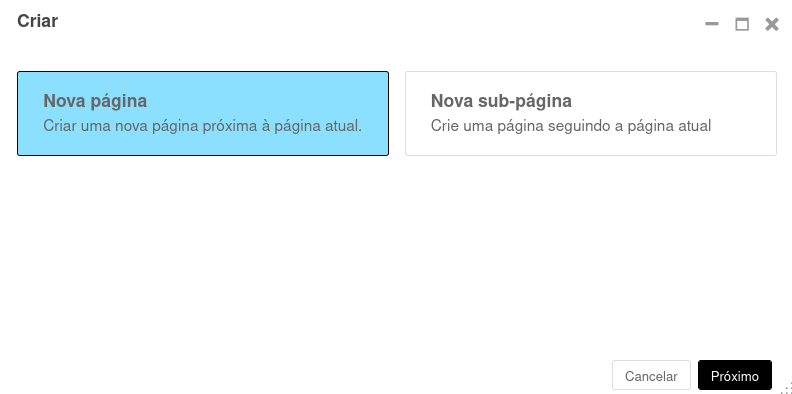 Criar
Nova página
Criar uma nova página próxima à página atual.
Nova sub-página
Crie uma página seguindo a página atual
Cancelar
Próximo